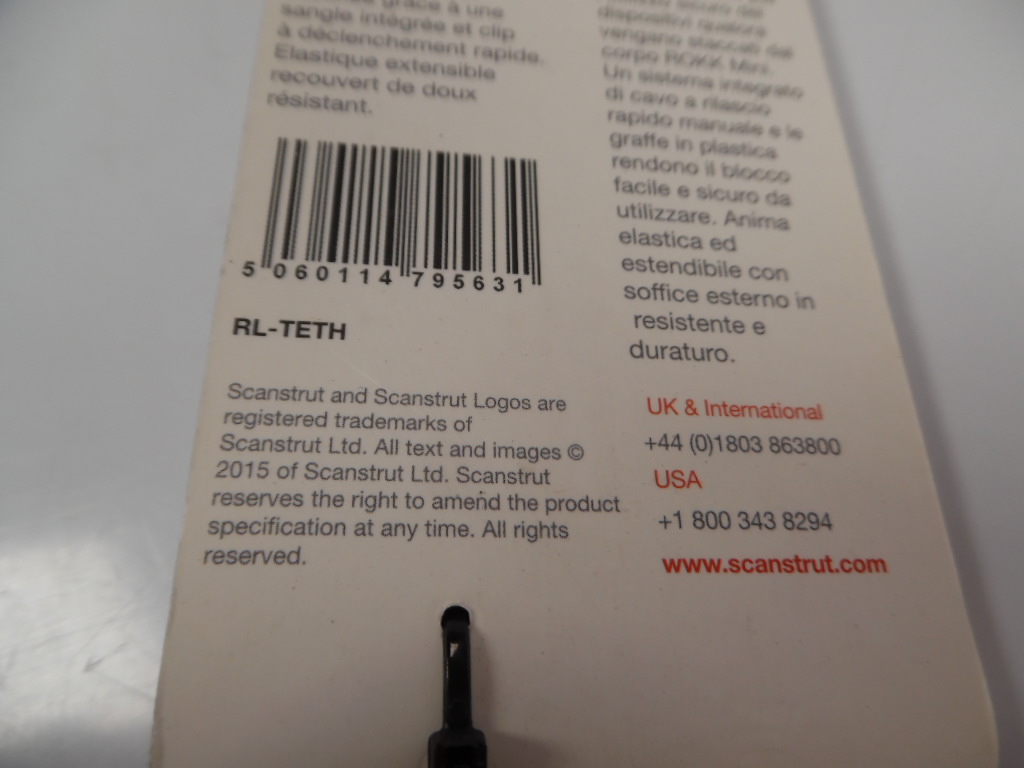 grâce à une
sangle intégrée et clip
à déclenchement rapide.
Elastique extensible
recouvert de doux
résistant.
5 060114 795631
RL-TETH
Scanstrut and Scanstrut Logos are
registered trademarks of
Scanstrut Ltd. All text and images ©
2015 of Scanstrut Ltd. Scanstrut
reserves the right to amend the product
specification at any time. All rights
reserved.
dispositivi qualora
vengano staccati dal
corpo ROKK Mini.
Un sistema integrato
di cavo a rilascio
rapido manuale e le
graffe in plastica
rendono il blocco
facile e sicuro da
utilizzare. Anima
elastica ed
estendibile con
soffice esterno in
resistente e
duraturo.
UK & International
+44 (0)1803 863800
USA
+1 800 343 8294
www.scanstrut.com